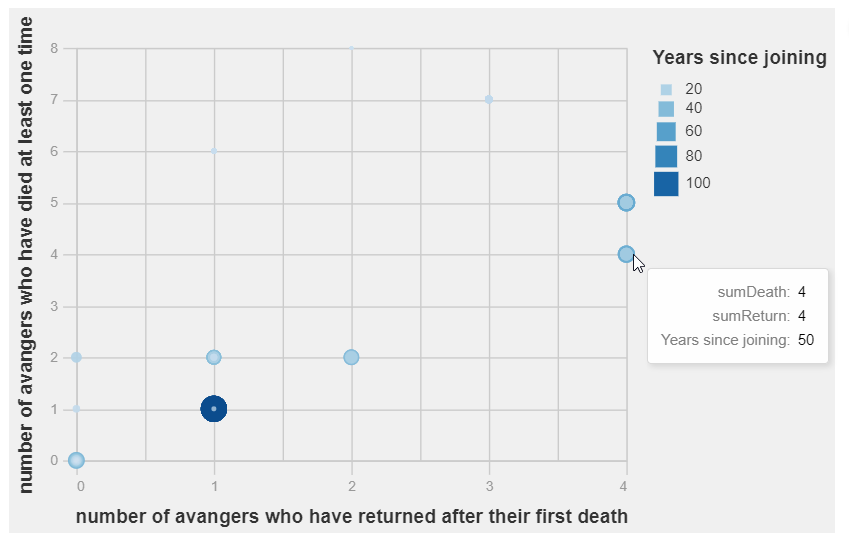 number of avangers who have died at least one time
8
7
6
5
4
3
2
1
0
0 1 2 3 4
number of avangers who have returned after their first death
Years since joining
20
40
60
80
100
sumDeath: 4
sumReturn: 4
Years since joining: 50